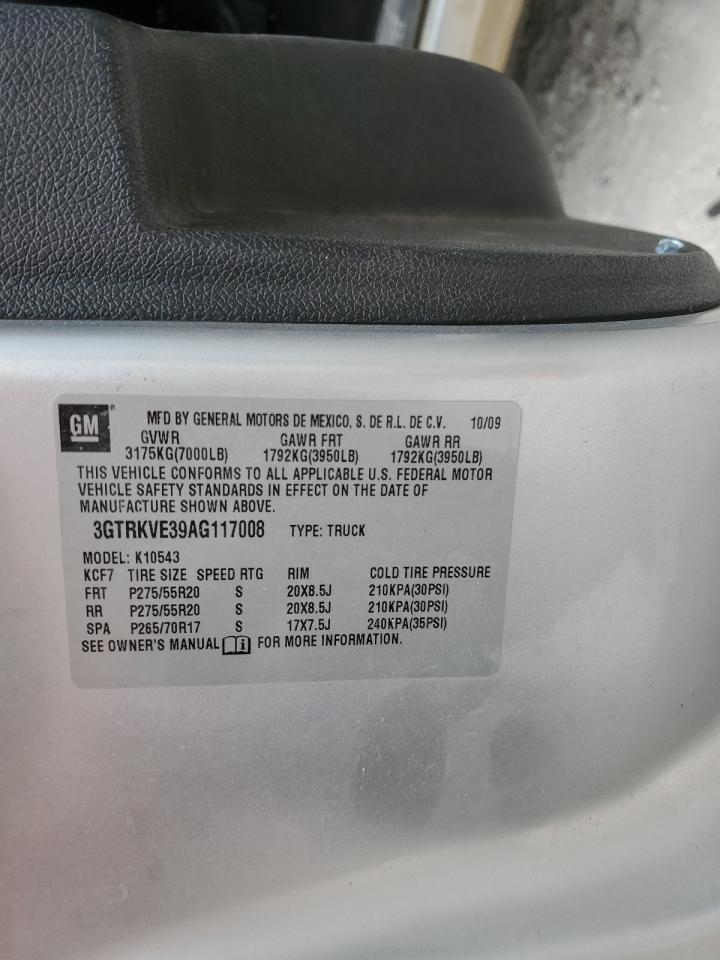 GM ® MFD BY GENERAL MOTORS DE MEXICO, S. DE R.L. DE C.V. 10/09
GVWR GAWR FRT GAWR RR
3175KG(7000LB) 1792KG(3950LB) 1792KG(3950LB)
THIS VEHICLE CONFORMS TO ALL APPLICABLE U.S. FEDERAL MOTOR
VEHICLE SAFETY STANDARDS IN EFFECT ON THE DATE OF
MANUFACTURE SHOWN ABOVE.
3GTRKVE39AG117008 TYPE: TRUCK
MODEL: K10543
KCF7 TIRE SIZE SPEED RTG RIM COLD TIRE PRESSURE
FRT P275/55R20 S 20X8.5J 210KPA(30PSI)
RR P275/55R20 S 20X8.5J 210KPA(30PSI)
SPA P265/70R17 S 17X7.5J 240KPA(35PSI)
SEE OWNER'S MANUAL i FOR MORE INFORMATION.